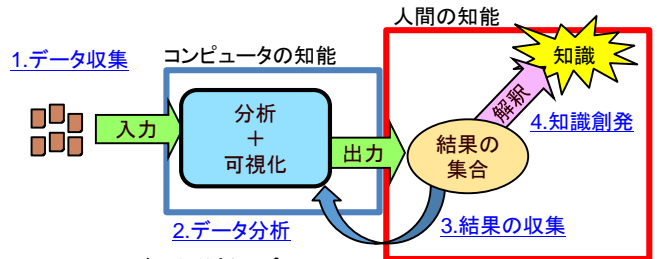 人間の知能
コンピュータの知能
1.データ収集
知識
解釈
分析
＋
可視化
入力
出力
結果の
集合
4.知識創発
2.データ分析
3.結果の収集